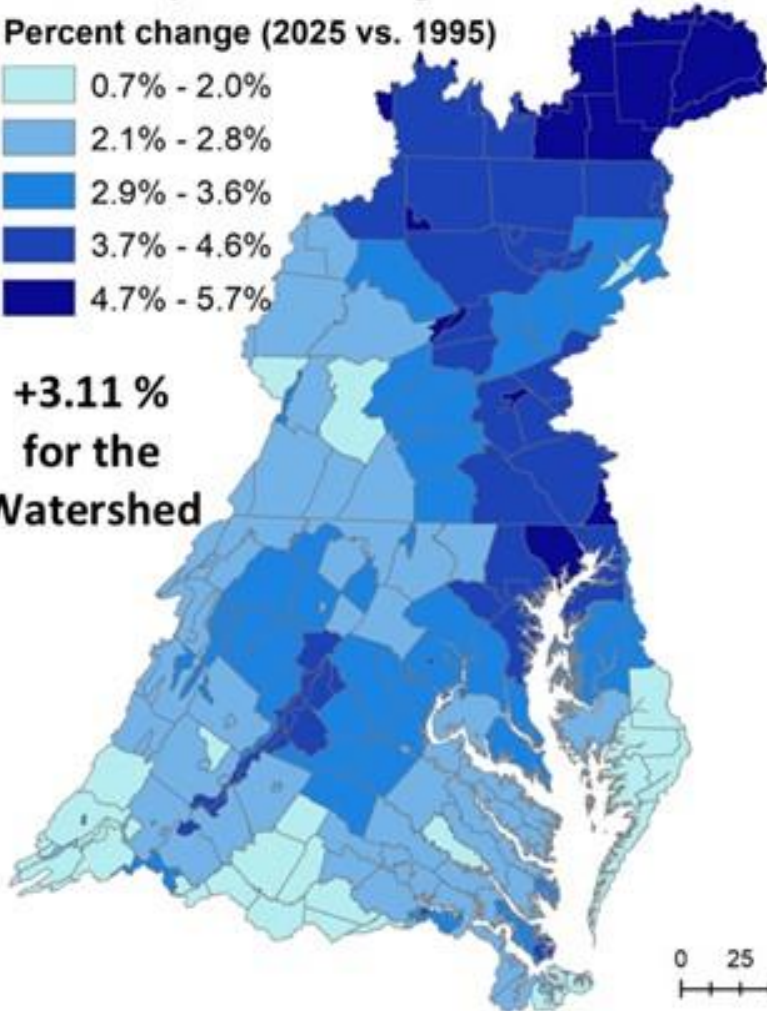 Percent change (2025 vs. 1995)
0.7% - 2.0%
2.1% - 2.8%
2.9% - 3.6%
3.7% - 4.6%
4.7% - 5.7%
+3.11 %
for the
Watershed
0 25